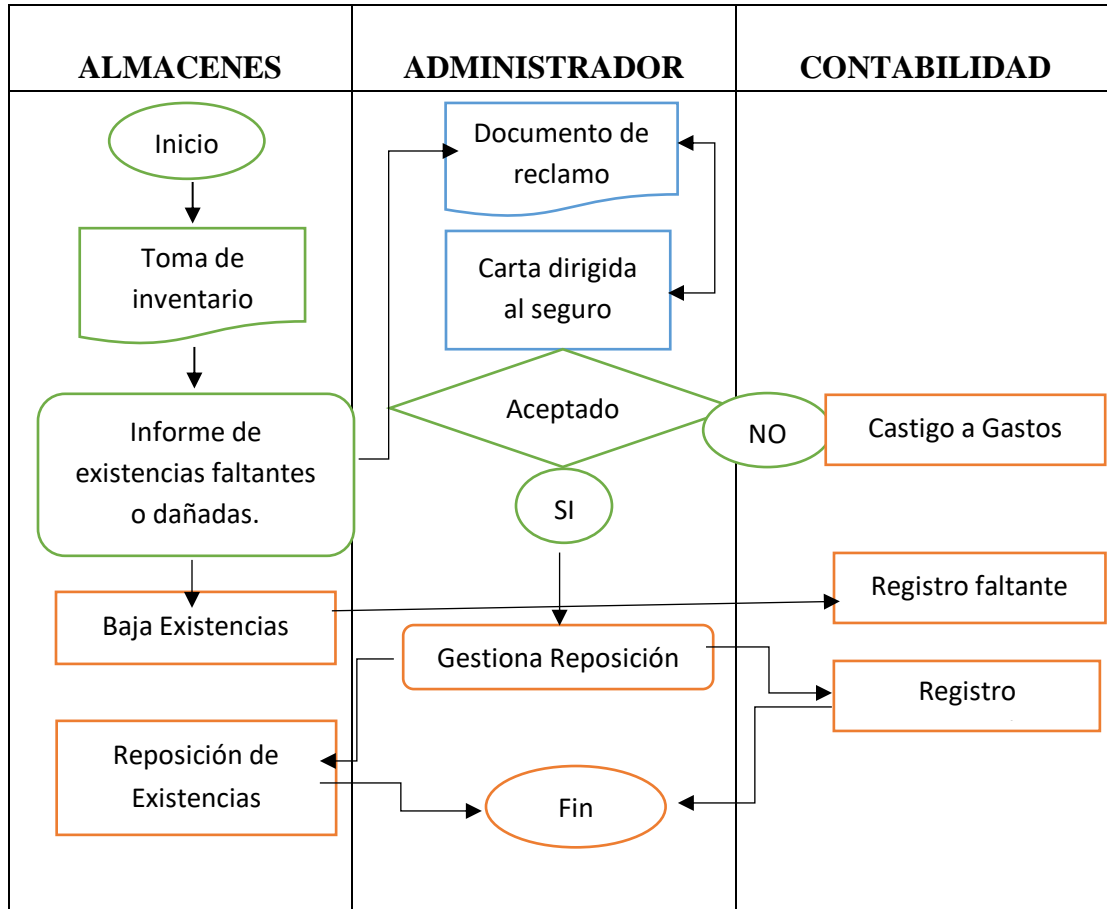 ALMACENES
ADMINISTRADOR
CONTABILIDAD
Inicio
Toma de
inventario
Informe de
existencias faltantes
o dañadas.
Baja Existencias
Reposición de
Existencias
Documento de
reclamo
Carta dirigida
al seguro
Aceptado
SI
Gestiona Reposición
Fin
NO
Castigo a Gastos
Registro faltante
Registro